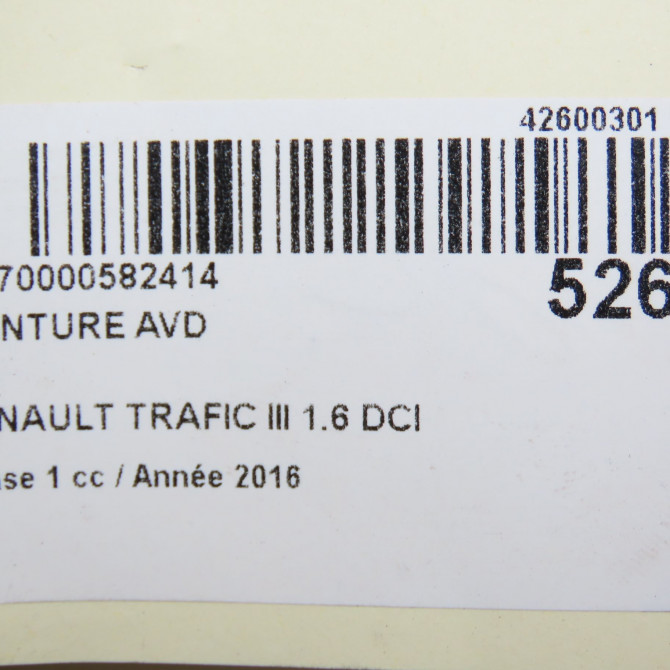 42600301
70000582414
526
NTURE AVD
NAULT TRAFIC III 1.6 DCI
se 1 cc / Année 2016